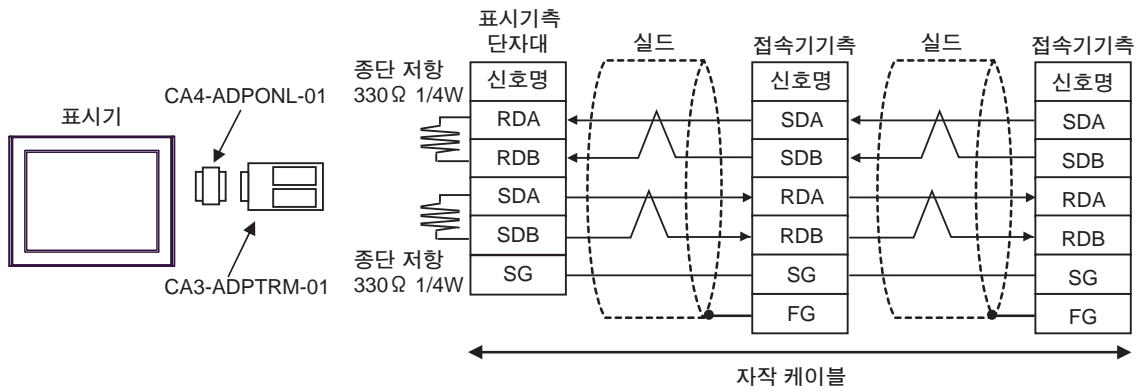 표시기
CA4-ADPONL-01
CA3-ADPTRM-01
종단 저항
330Ω 1/4W
종단 저항
330Ω 1/4W
표시기측
단자대
신호명
RDA
RDB
SDA
SDB
SG
실드
접속기기측
신호명
SDA
SDB
RDA
RDB
SG
FG
실드
접속기기측
신호명
SDA
SDB
RDA
RDB
SG
FG
자작 케이블